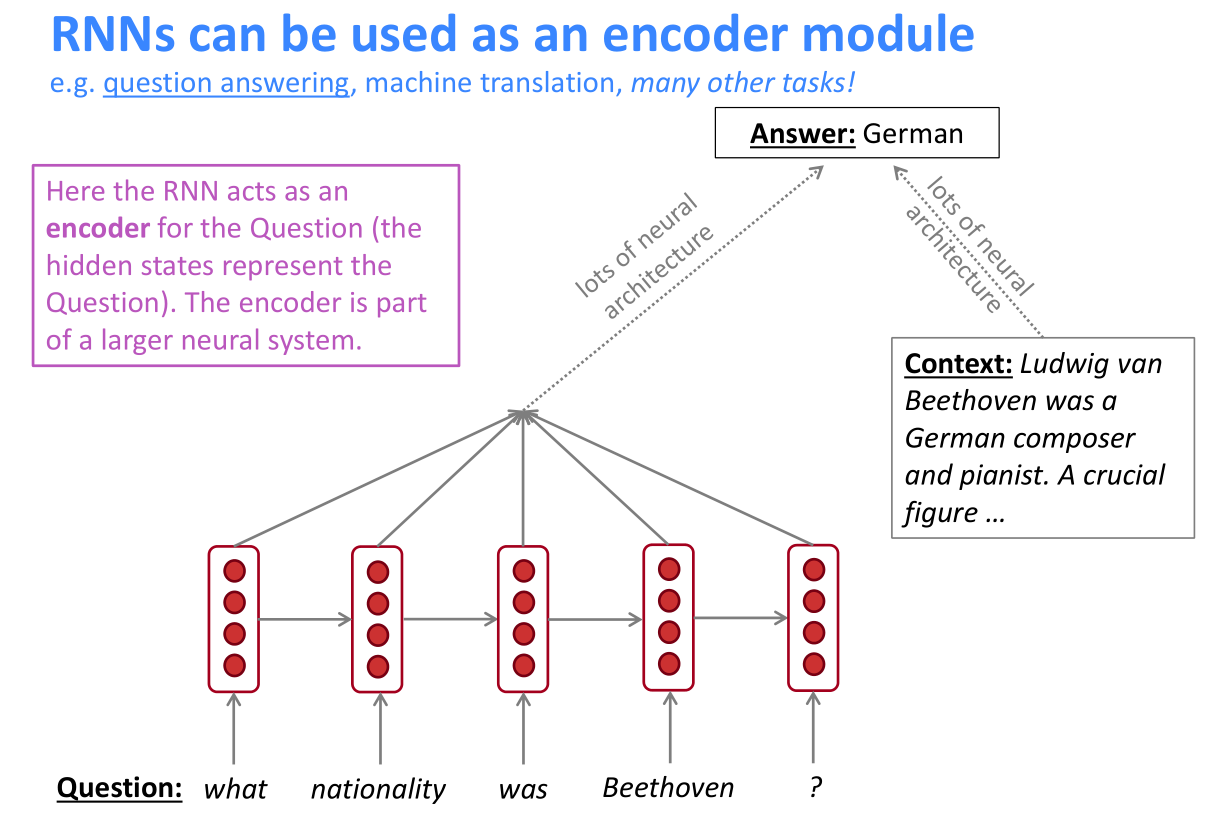 RNNs can be used as an encoder module
e.g. question answering, machine translation, many other tasks!
Answer: German
Here the RNN acts as an
encoder for the Question (the
hidden states represent the
Question). The encoder is part
of a larger neural system.
lots of neural
architecture
lots of neural
architecture
Context: Ludwig van
Beethoven was a
German composer
and pianist. A crucial
figure …
Question: what nationality was Beethoven ?